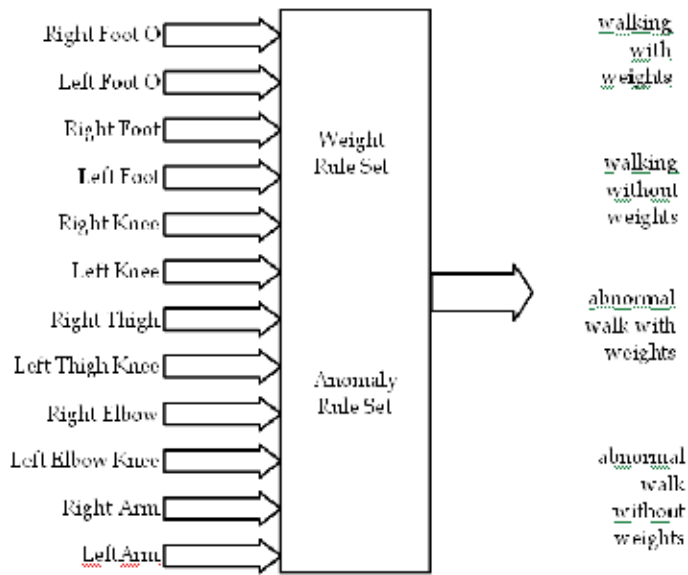 Right Foot O
Left Foot O
Right Foot
Left Foot
Right Knee
Left Knee
Right Thigh
Left Thigh Knee
Right Elbow
Left Elbow Knee
Right Arm
Left Arm
Weight
Rule Set
Anomaly
Rule Set
walking
with
weights
walking
without
weights
abnormal
walk with
weights
abnormal
walk
without
weights